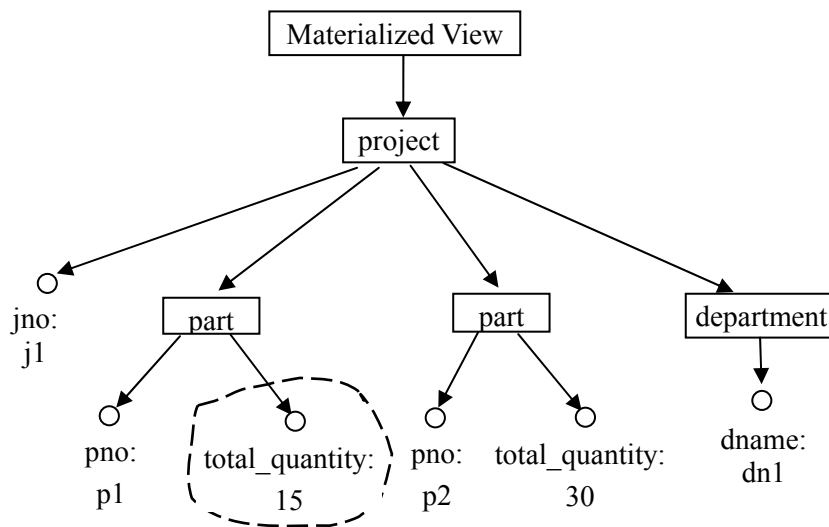 Materialized View
project
jno:
j1
part
part
department
pno:
p1
total_quantity:
15
pno:
p2
total_quantity:
30
dname:
dn1